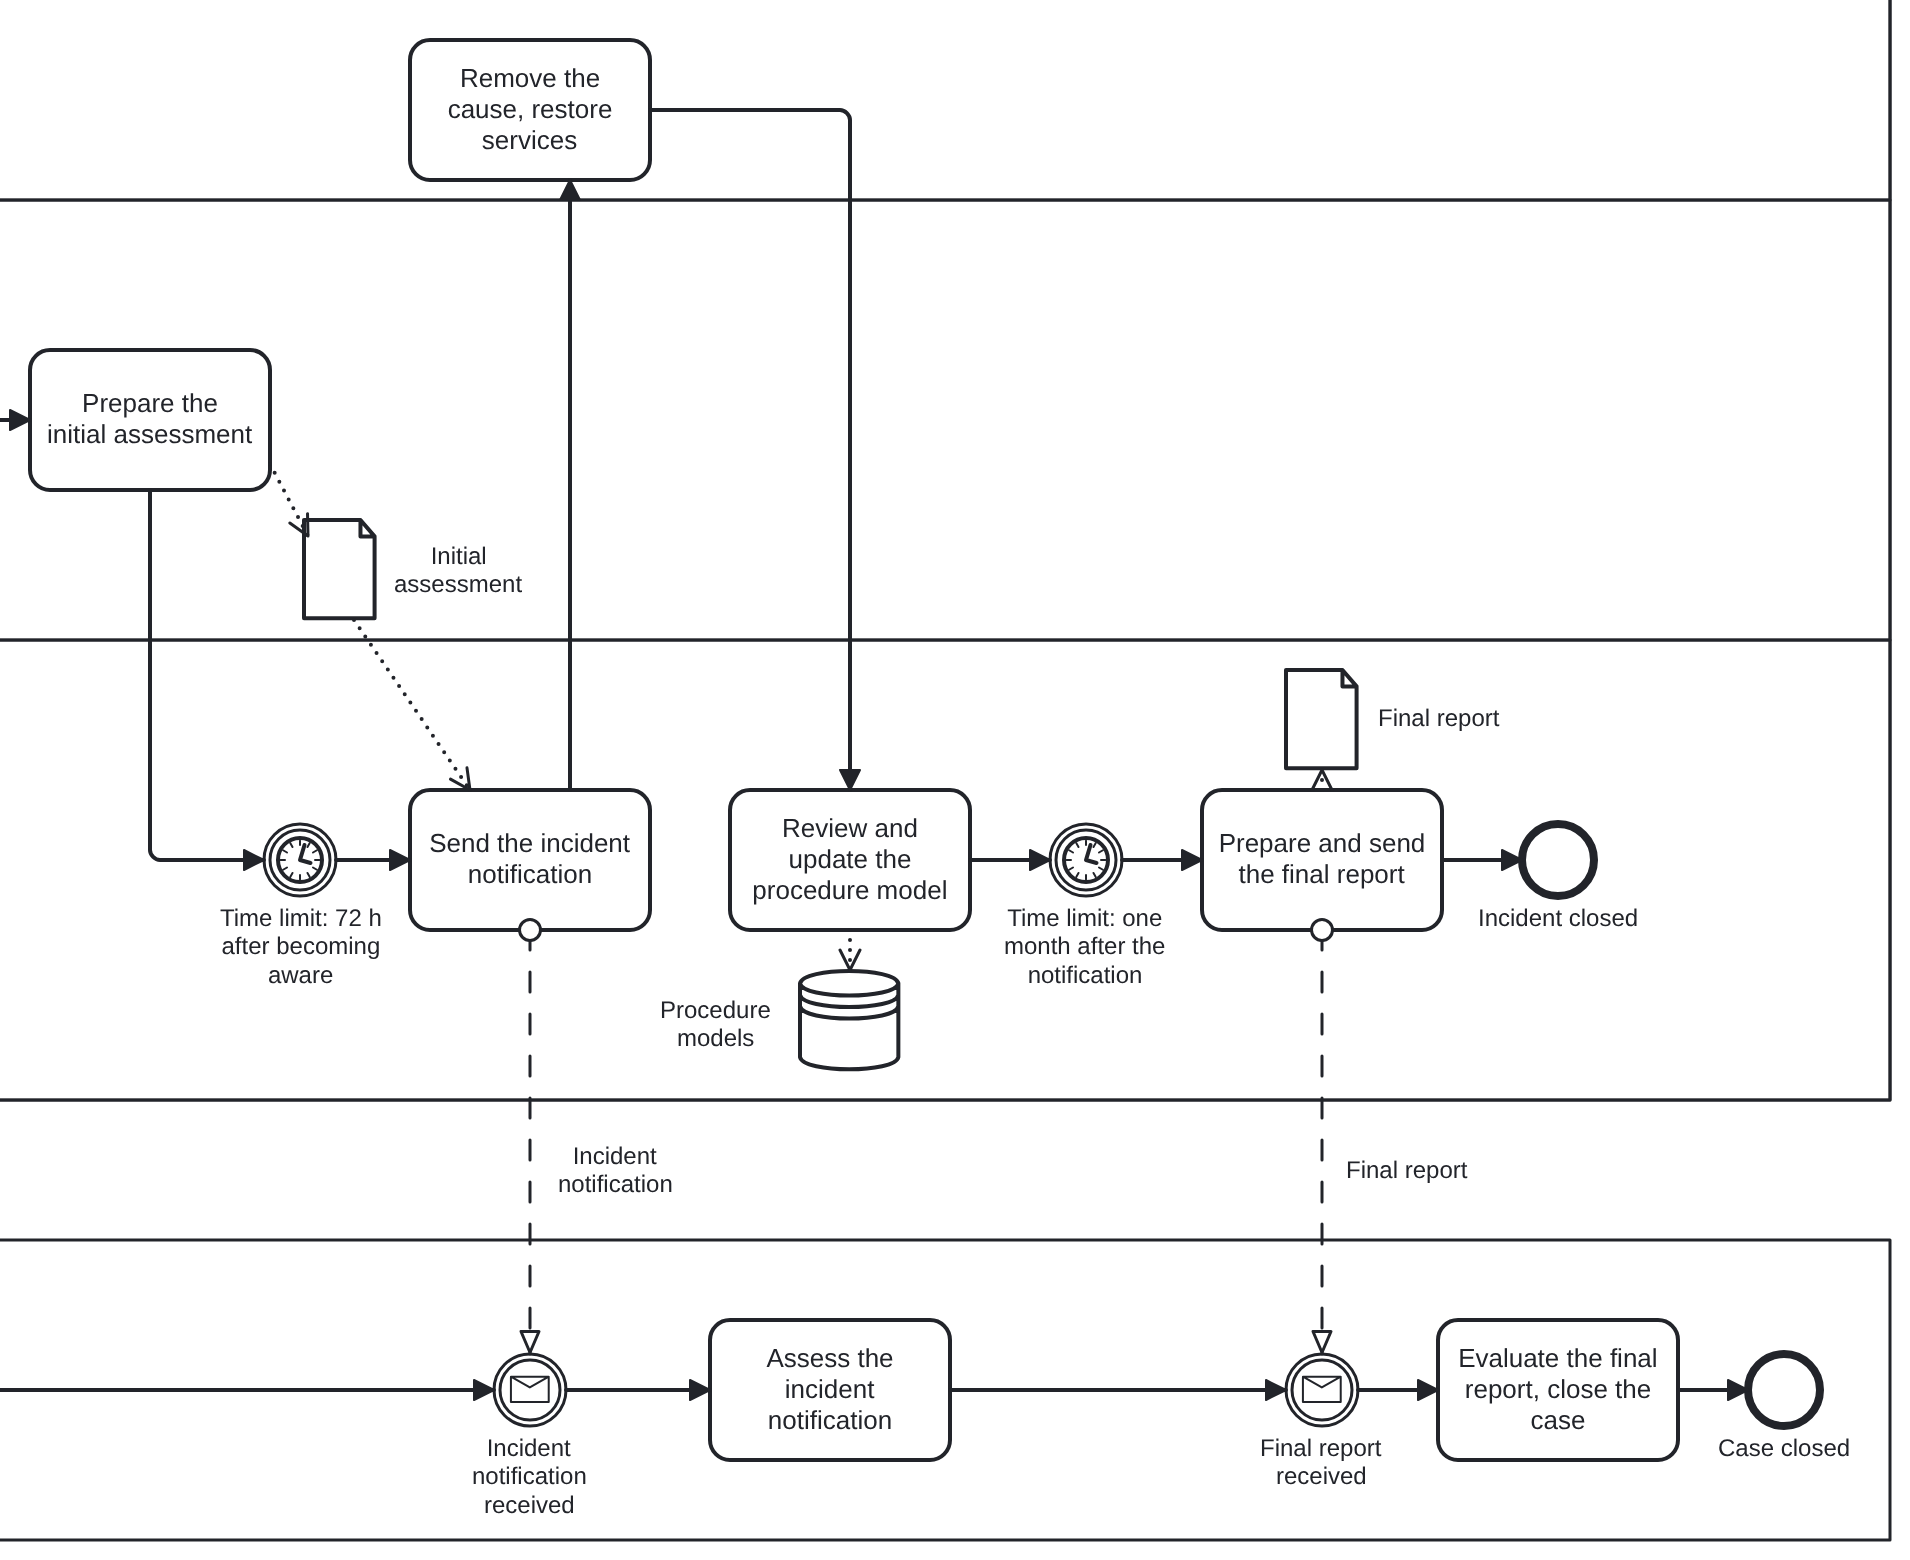 Remove the
cause, restore
services
Prepare the
initial assessment
Initial
assessment
Final report
Send the incident
notification
Review and
update the
procedure model
Prepare and send
the final report
Time limit: 72 h
after becoming
aware
Time limit: one
month after the
notification
Incident closed
Procedure
models
Incident
notification
Final report
Assess the
incident
notification
Evaluate the final
report, close the
case
Incident
notification
received
Final report
received
Case closed